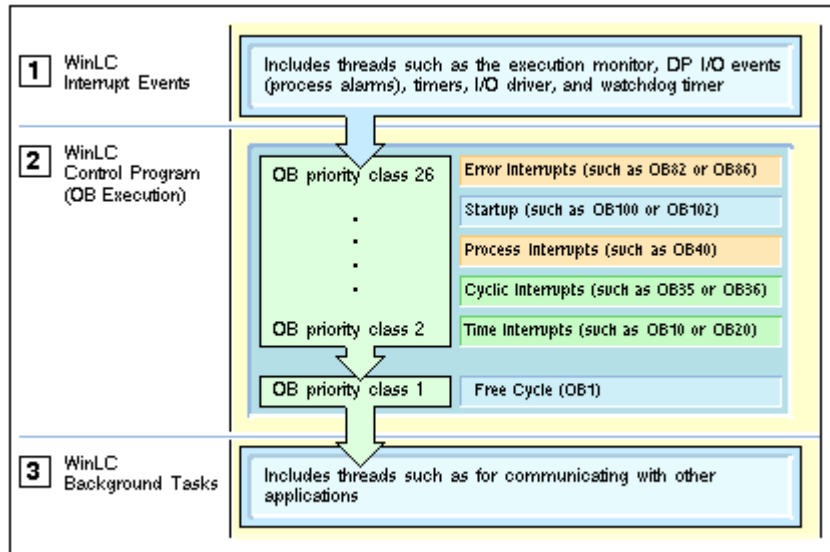 1
WinLC
Interrupt Events
Includes threads such as the execution monitor, DP I/O events
(process alarms), timers, I/O driver, and watchdog timer
2
WinLC
Control Program
(OB Execution)
OB priority class 26
Error Interrupts (such as OB82 or OB86)
Startup (such as OB100 or OB102)
Process Interrupts (such as OB40)
Cyclic Interrupts (such as OB35 or OB36)
OB priority class 2
Time Interrupts (such as OB10 or OB20)
OB priority class 1
Free Cycle (OB1)
3
WinLC
Background Tasks
Includes threads such as for communicating with other
applications